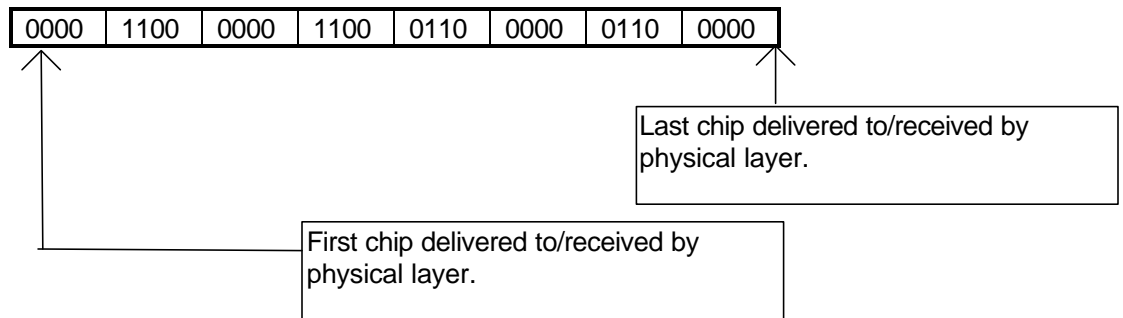 0000 1100 0000 1100 0110 0000 0110 0000
Last chip delivered to/received by
physical layer.
First chip delivered to/received by
physical layer.